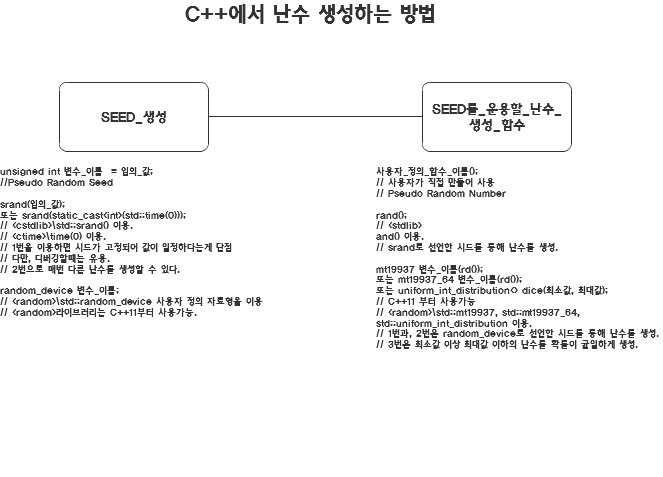 C++에서 난수 생성하는 방법
SEED_생성
SEED를_운용할_난수_
생성_함수
unsigned int 변수_이름 = 임의_값;
//Pseudo Random Seed
srand(임의_값);
또는 srand(static_cast<int>(std::time(0)));
// <cstdlib>\std::srand() 이용.
// <ctime>\time(0) 이용.
// 1번을 이용하면 시드가 고정되어 값이 일정하다는게 단점
// 다만, 디버깅할때는 유용.
// 2번으로 매번 다른 난수를 생성할 수 있다.
random_device 변수_이름;
// <random>\std::random_device 사용자 정의 자료형을 이용
// <random>라이브러리는 C++11부터 사용가능.
사용자_정의_함수_이름();
// 사용자가 직접 만들어 사용
// Pseudo Random Number
rand();
// <stdlib>
and() 이용.
// srand로 선언한 시드를 통해 난수를 생성.
mt19937 변수_이름(rd());
또는 mt19937_64 변수_이름(rd());
또는 uniform_int_distribution<> dice(최소값, 최대값);
// C++11 부터 사용가능
// <random>\std::mt19937, std::mt19937_64,
std::uniform_int_distribution 이용.
// 1번과, 2번은 random_device로 선언한 시드를 통해 난수를 생성.
// 3번은 최소값 이상 최대값 이하의 난수를 확률이 균일하게 생성.